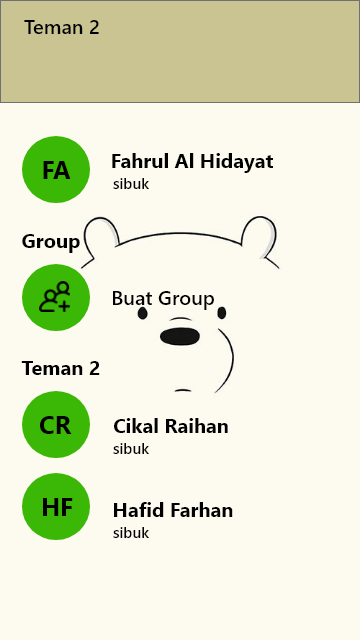 Teman 2
FA
Fahrul Al Hidayat
sibuk
Group
Buat Group
Teman 2
CR
Cikal Raihan
sibuk
HF
Hafid Farhan
sibuk